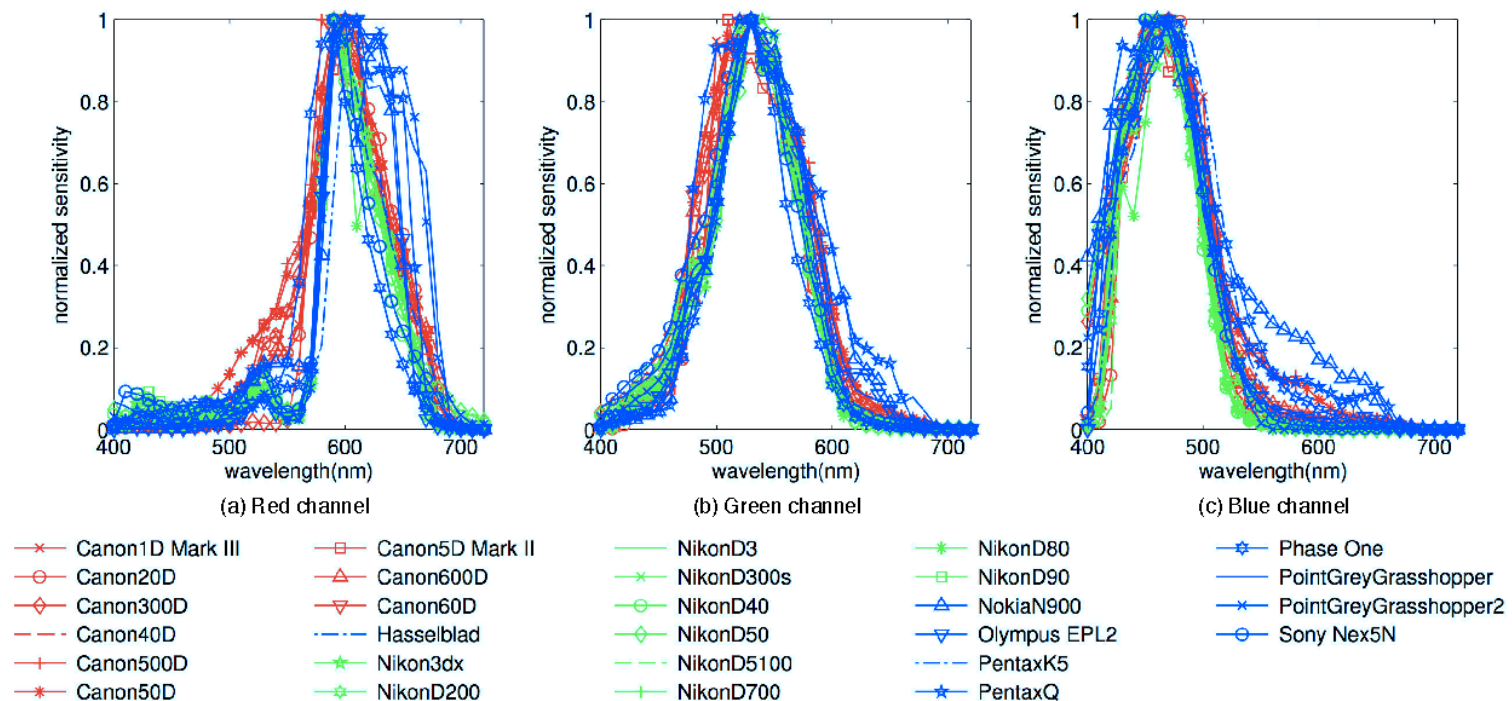 normalized sensitivity
1
0.8
0.6
0.4
0.2
0
400
500
600
700
wavelength(nm)
(a) Red channel
normalized sensitivity
1
0.8
0.6
0.4
0.2
0
400
500
600
700
wavelength(nm)
(b) Green channel
normalized sensitivity
1
0.8
0.6
0.4
0.2
0
400
500
600
700
wavelength(nm)
(c) Blue channel
Canon1D Mark III
Canon20D
Canon300D
Canon40D
Canon500D
Canon50D
Canon5D Mark II
Canon600D
Canon60D
Hasselblad
Nikon3dx
NikonD200
NikonD3
NikonD300s
NikonD40
NikonD50
NikonD5100
NikonD700
NikonD80
NikonD90
NokiaN900
Olympus EPL2
PentaxK5
PentaxQ
Phase One
PointGreyGrasshopper
PointGreyGrasshopper2
Sony Nex5N